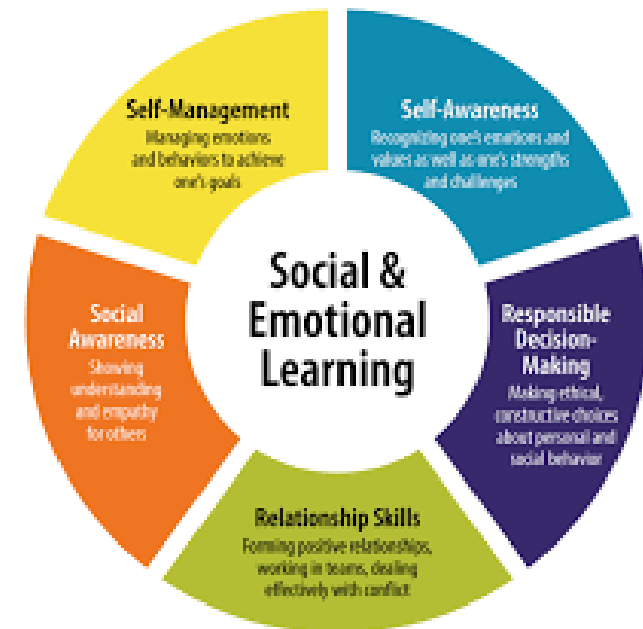 Social &
Emotional
Learning
Self-Management
Managing emotions
and behaviors to achieve
one's goals
Self-Awareness
Recognizing one's emotions and
values as well as one's strengths
and challenges
Social
Awareness
Showing
understanding
and empathy
for others
Responsible
Decision-
Making
Making ethical,
constructive choices
about personal and
social behavior
Relationship Skills
Forming positive relationships,
working in teams, dealing
effectively with conflict